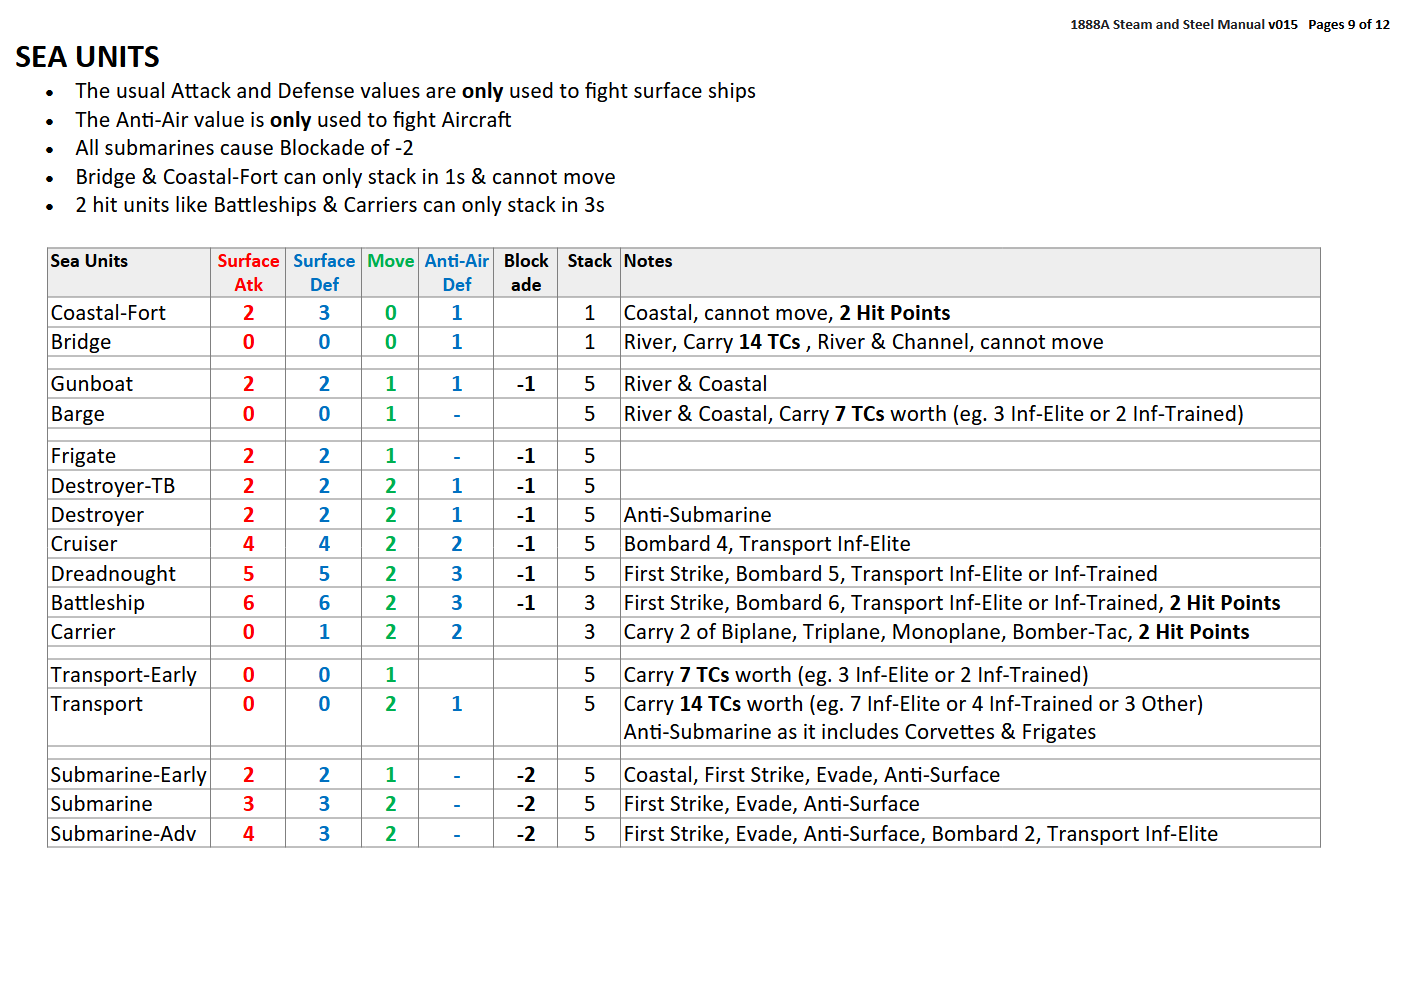 1888A Steam and Steel Manual v015 Pages 9 of 12
SEA UNITS
• The usual Attack and Defense values are only used to fight surface ships
• The Anti-Air value is only used to fight Aircraft
• All submarines cause Blockade of -2
• Bridge & Coastal-Fort can only stack in 1s & cannot move
• 2 hit units like Battleships & Carriers can only stack in 3s
Sea Units Surface Atk Surface Def Move Anti-Air Def Block ade Stack Notes
Coastal-Fort 2 3 0 1 1 Coastal, cannot move, 2 Hit Points
Bridge 0 0 0 1 1 River, Carry 14 TCs , River & Channel, cannot move
Gunboat 2 2 1 1 -1 5 River & Coastal
Barge 0 0 1 - 5 River & Coastal, Carry 7 TCs worth (eg. 3 Inf-Elite or 2 Inf-Trained)
Frigate 2 2 1 - -1 5
Destroyer-TB 2 2 2 1 -1 5
Destroyer 2 2 2 1 -1 5 Anti-Submarine
Cruiser 4 4 2 2 -1 5 Bombard 4, Transport Inf-Elite
Dreadnought 5 5 2 3 -1 5 First Strike, Bombard 5, Transport Inf-Elite or Inf-Trained
Battleship 6 6 2 3 -1 3 First Strike, Bombard 6, Transport Inf-Elite or Inf-Trained, 2 Hit Points
Carrier 0 1 2 2 3 Carry 2 of Biplane, Triplane, Monoplane, Bomber-Tac, 2 Hit Points
Transport-Early 0 0 1 5 Carry 7 TCs worth (eg. 3 Inf-Elite or 2 Inf-Trained)
Transport 0 0 2 1 5 Carry 14 TCs worth (eg. 7 Inf-Elite or 4 Inf-Trained or 3 Other)
Anti-Submarine as it includes Corvettes & Frigates
Submarine-Early 2 2 1 - -2 5 Coastal, First Strike, Evade, Anti-Surface
Submarine 3 3 2 - -2 5 First Strike, Evade, Anti-Surface
Submarine-Adv 4 3 2 - -2 5 First Strike, Evade, Anti-Surface, Bombard 2, Transport Inf-Elite